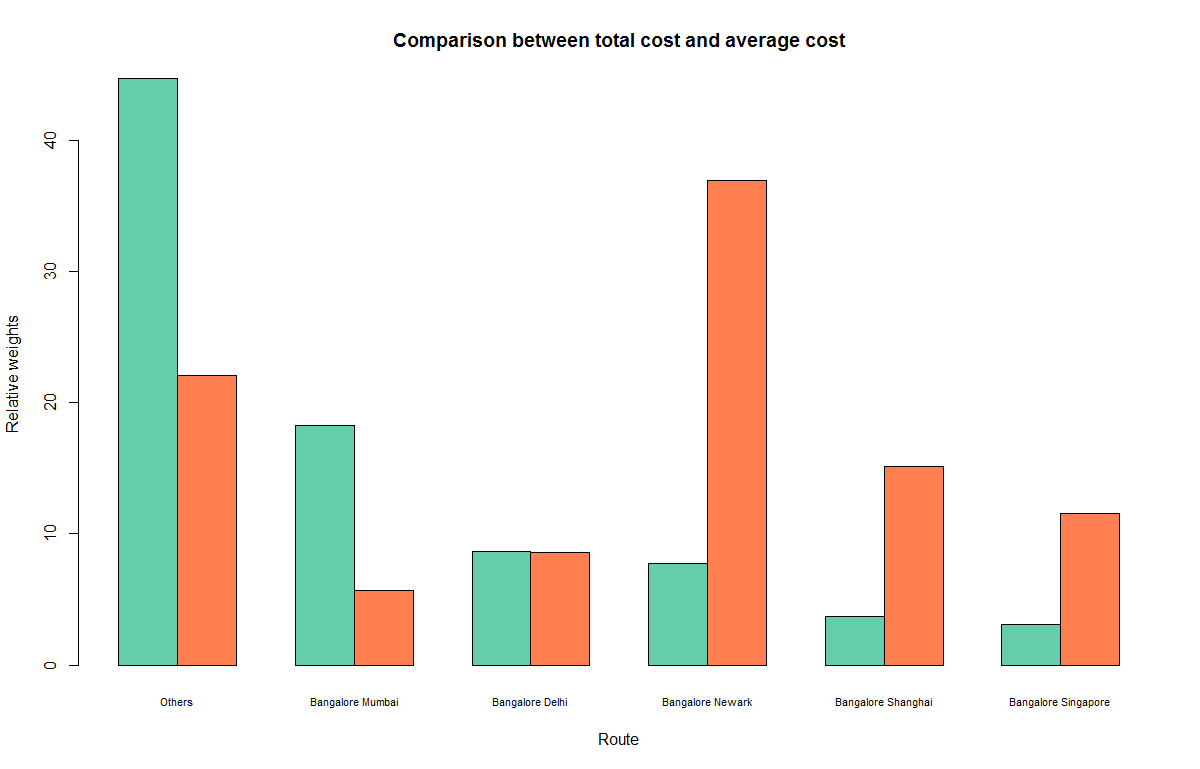 Comparison between total cost and average cost
Relative weights
40
30
20
10
0
Others Bangalore Mumbai Bangalore Delhi Bangalore Newark Bangalore Shanghai Bangalore Singapore
Route